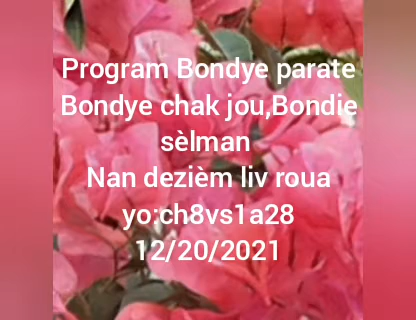 Program Bondye parate
Bondye chak jou,Bondie
sèlman
Nan dezièm liv roua
yo:ch8vs1a28
12/20/2021